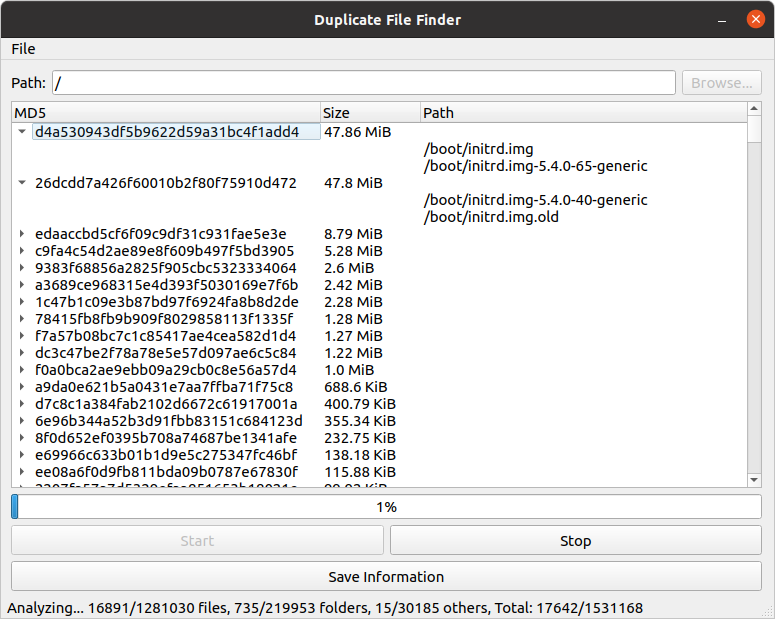 Duplicate File Finder
File
Path: / Browse...
MD5 Size Path
d4a530943df5b9622d59a31bc4f1add4 47.86 MiB
/boot/initrd.img
/boot/initrd.img-5.4.0-65-generic
26dcdd7a426f60010b2f80f75910d472 47.8 MiB
/boot/initrd.img-5.4.0-40-generic
/boot/initrd.img.old
edaaccbd5cf6f09c9df31c931fae5e3e 8.79 MiB
c9fa4c54d2ae89e8f609b497f5bd3905 5.28 MiB
9383f68856a2825f905cbc5323334064 2.6 MiB
a3689ce968315e4d393f5030169e7f6b 2.42 MiB
1c47b1c09e3b87bd97f6924fa8b8d2de 2.28 MiB
78415fb8fb9b909f8029858113f1335f 1.28 MiB
f7a57b08bc7c1c85417ae4cea582d1d4 1.27 MiB
dc3c47be2f78a78e5e57d097ae6c5c84 1.22 MiB
f0a0bca2ae9ebb09a29cb0c8e56a57d4 1.0 MiB
a9da0e621b5a0431e7aa7ffba71f75c8 688.6 KiB
d7c8c1a384fab2102d6672c61917001a 400.79 KiB
6e96b344a52b3d91fbb83151c684123d 355.34 KiB
8f0d652ef0395b708a74687be1341afe 232.75 KiB
e69966c633b01b1d9e5c275347fc46bf 138.18 KiB
ee08a6f0d9fb811bda09b0787e67830f 115.88 KiB
1%
Start Stop
Save Information
Analyzing... 16891/1281030 files, 735/219953 folders, 15/30185 others, Total: 17642/1531168